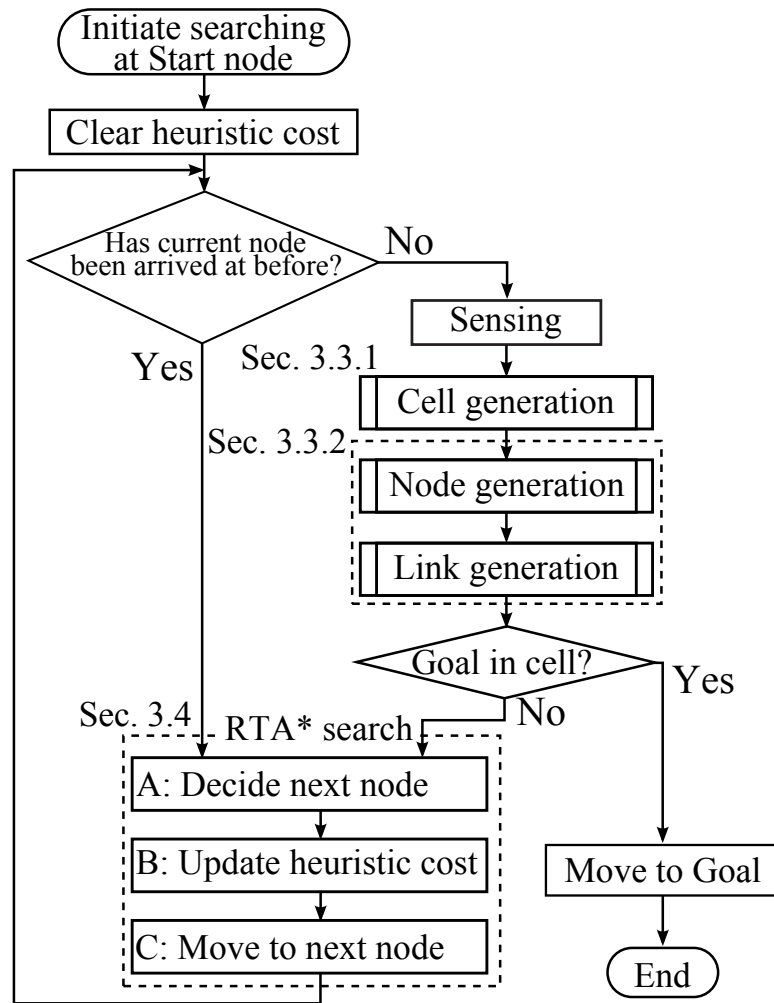 Initiate searching
at Start node
Clear heuristic cost
Has current node
been arrived at before?
No
Yes
Sensing
Sec. 3.3.1
Cell generation
Sec. 3.3.2
Node generation
Link generation
Goal in cell?
Yes
No
Sec. 3.4
RTA* search
A: Decide next node
B: Update heuristic cost
C: Move to next node
Move to Goal
End